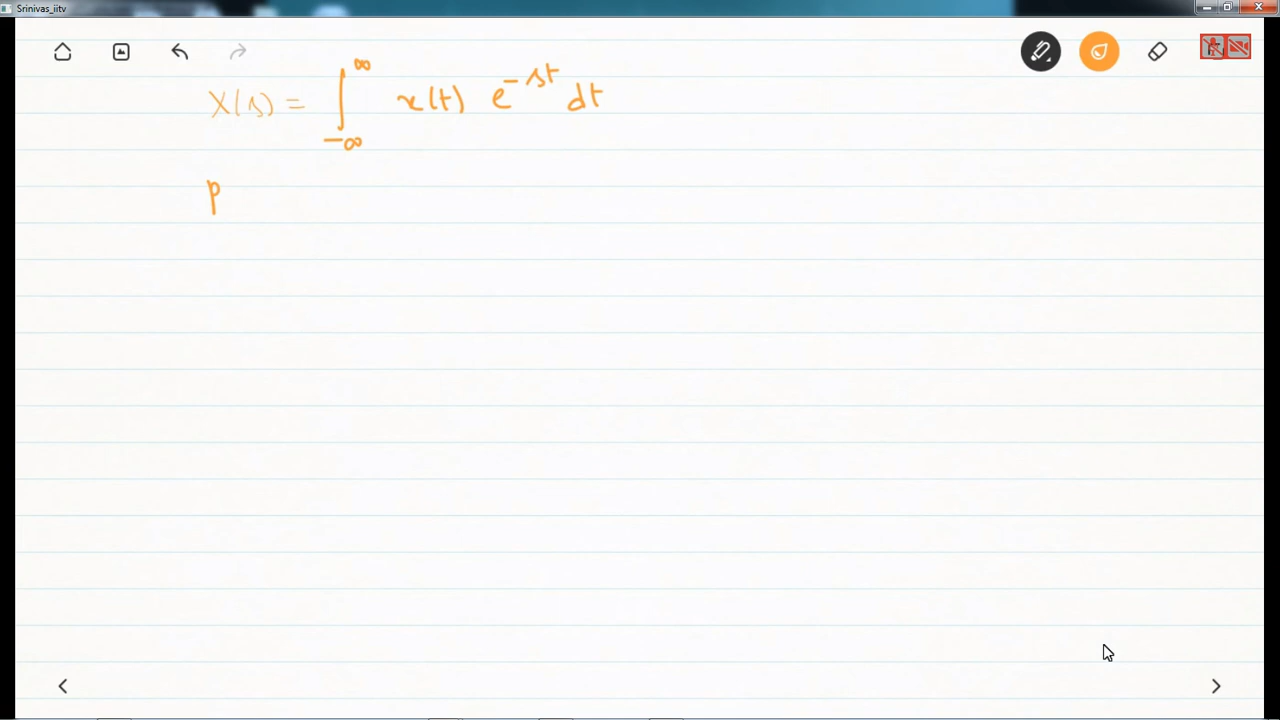 Srinivas_iitv
X(s) = ∫_{-∞}^{∞} x(t) e^{-st} dt
p